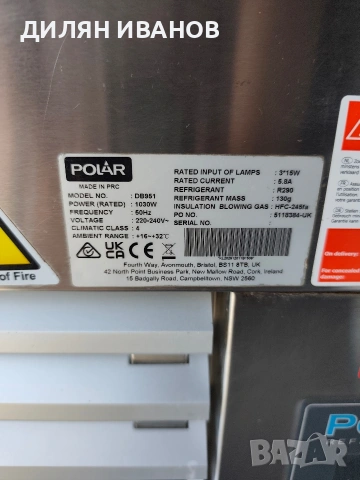 ДИЛЯН ИВАНОВ
POLAR
MADE IN PRC
MODEL NO. : DB951
POWER (RATED) : 1030W
FREQUENCY : 50Hz
VOLTAGE : 220-240V~
CLIMATIC CLASS : 4
AMBIENT RANGE : +16~+32℃
RATED INPUT OF LAMPS : 3*15W
RATED CURRENT : 5.8A
REFRIGERANT : R290
REFRIGERANT MASS : 130g
INSULATION BLOWING GAS : HFC-245fa
PO NO. : 5118384-UK
SERIAL NUMBER :
UK CA CE
Fourth Way, Avonmouth, Bristol, BS11 8TB, UK
42 North Point Business Park, New Mallow Road, Cork, Ireland
15 Badgally Road, Campbelltown, NSW 2560
of Fire
On delivery
BAZAR